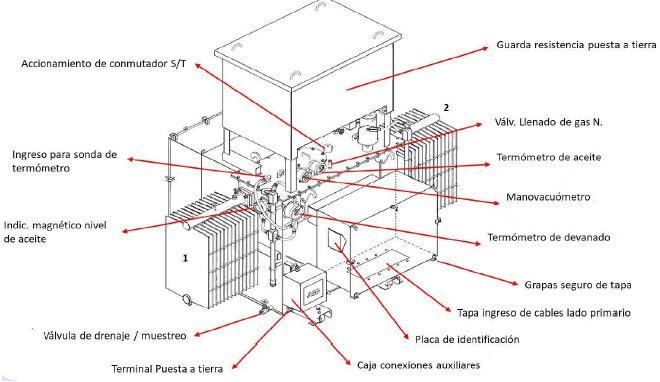 Guarda resistencia puesta a tierra
Accionamiento de conmutador S/T
2
Válv. Llenado de gas N.
Ingreso para sonda de
termómetro
Termómetro de aceite
Manovacuómetro
Indic. magnético nivel
de aceite
Termómetro de devanado
1
Grapas seguro de tapa
Tapa ingreso de cables lado primario
ABB
Válvula de drenaje / muestreo
Placa de identificación
Terminal Puesta a tierra
Caja conexiones auxiliares